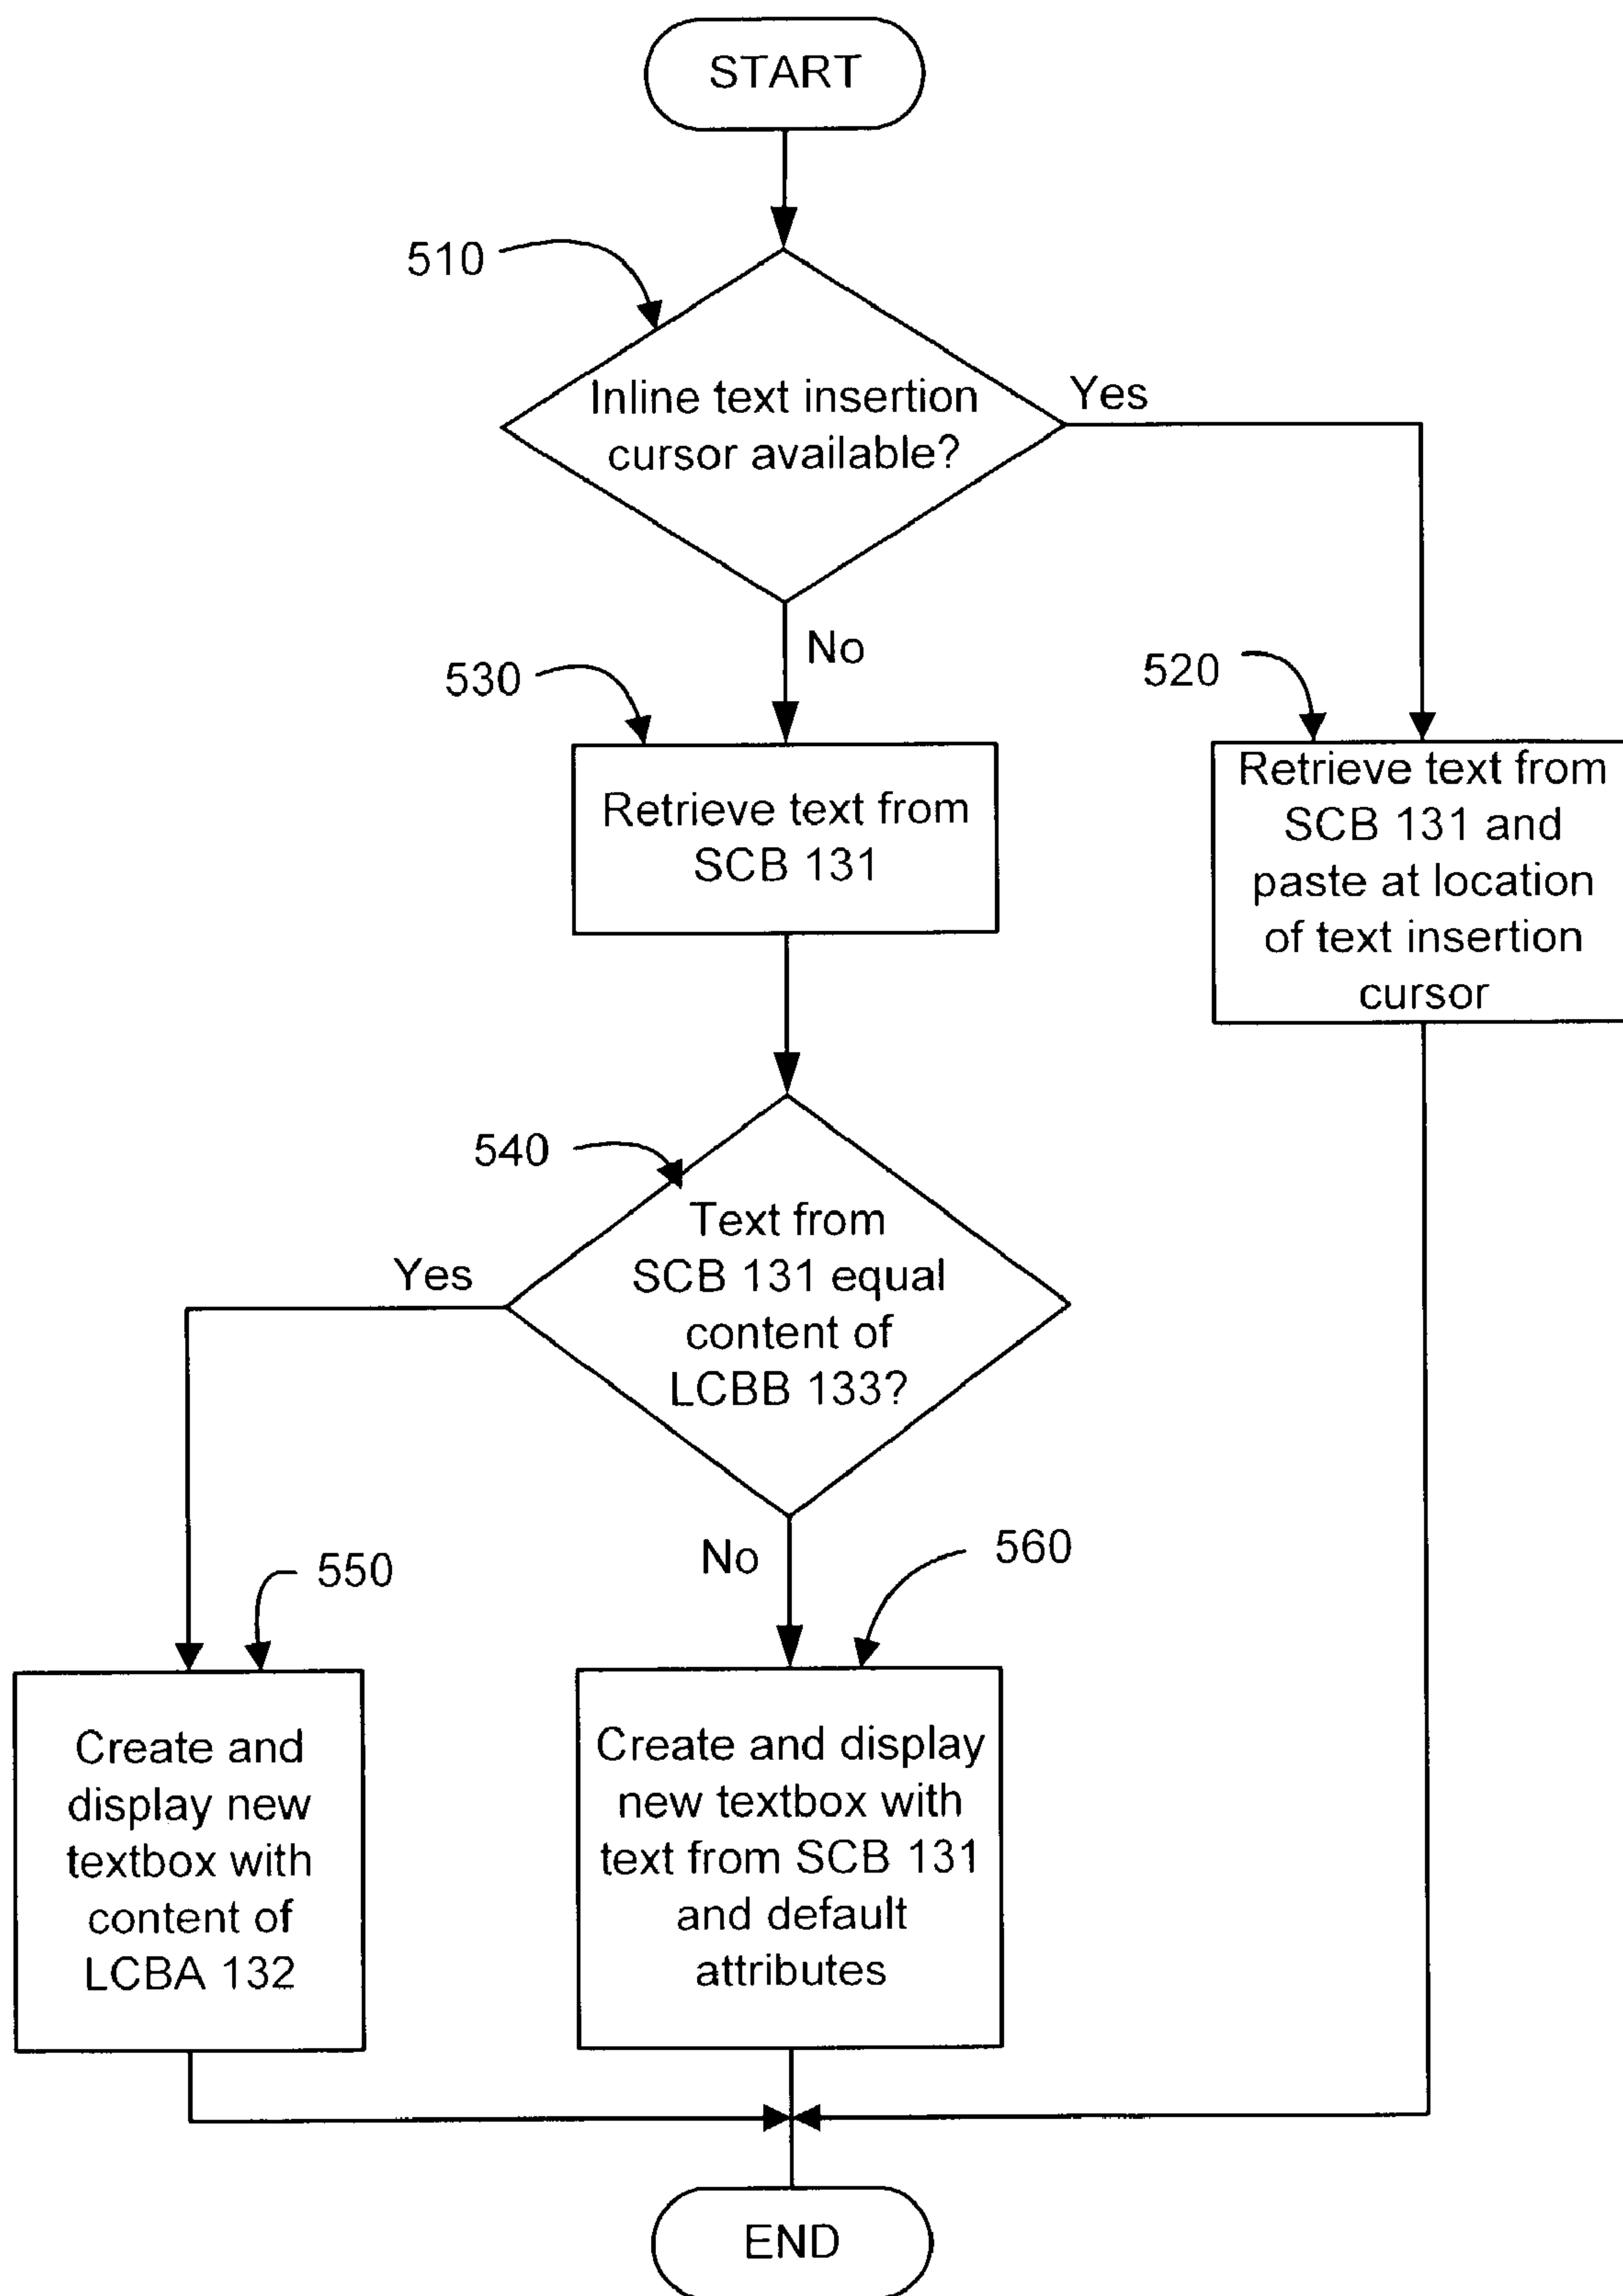 START
510
Inline text insertion
cursor available?
Yes
No
530
Retrieve text from
SCB 131
520
Retrieve text from
SCB 131 and
paste at location
of text insertion
cursor
540
Text from
SCB 131 equal
content of
LCBB 133?
Yes
No
550
Create and
display new
textbox with
content of
LCBA 132
560
Create and display
new textbox with
text from SCB 131
and default
attributes
END